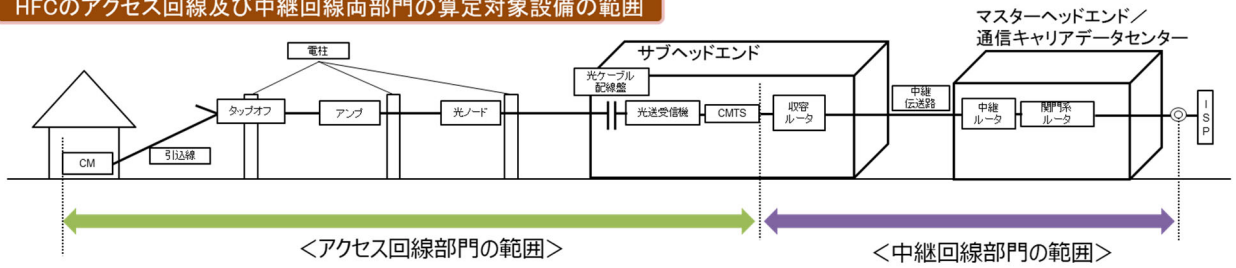 HFCのアクセス回線及び中継回線両部門の算定対象設備の範囲
マスターヘッドエンド／
通信キャリアデータセンター
サブヘッドエンド
電柱
光ケーブル
配線盤
タップオフ
アンプ
光ノード
光送受信機
CMTS
収容
ルータ
中継
伝送路
中継
ルータ
関門系
ルータ
ISP
CM
引込線
＜アクセス回線部門の範囲＞
＜中継回線部門の範囲＞